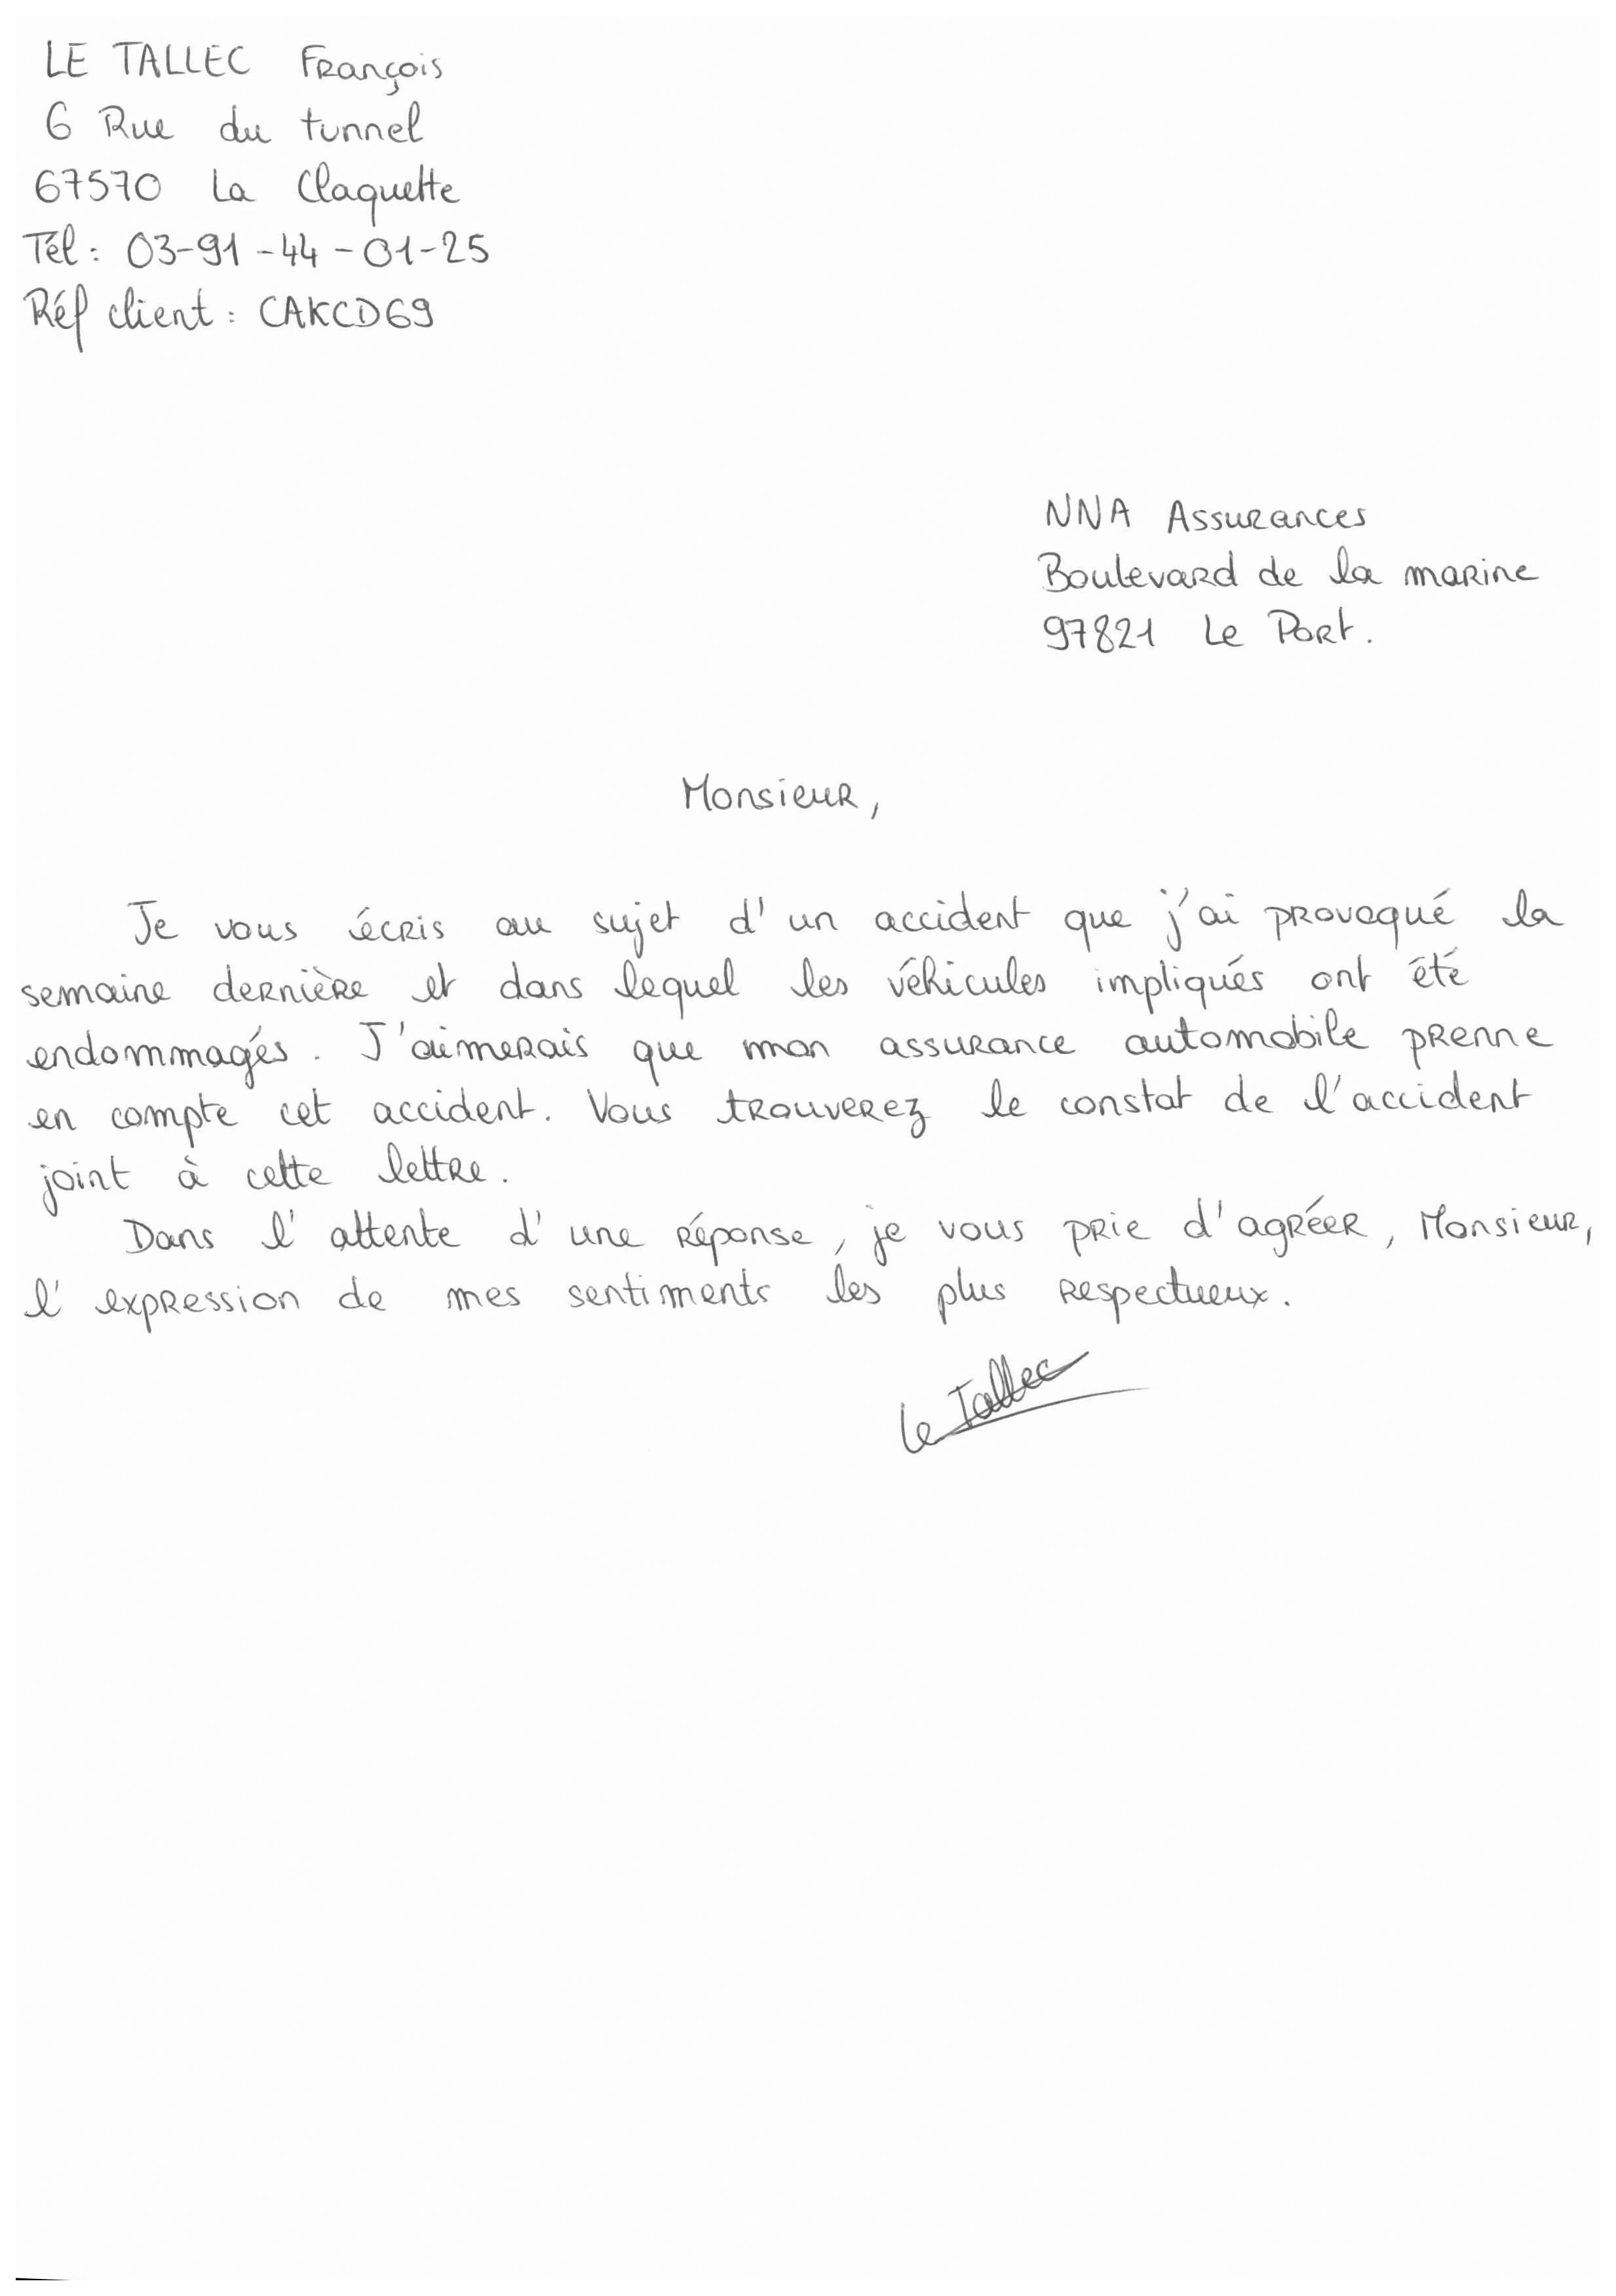 LE TALLEC François
6 Rue du tunnel
67570 La Claquette
Tél : 03-91-44-01-25
Réf client : CAKCD69
NNA Assurances
Boulevard de la marine
97821 Le Port.
Monsieur,
Je vous écris au sujet d'un accident que j'ai provoqué la
semaine dernière et dans lequel les véhicules impliqués ont été
endommagés. J'aimerais que mon assurance automobile prenne
en compte cet accident. Vous trouverez le constat de l'accident
joint à cette lettre.
Dans l'attente d'une réponse, je vous prie d'agréer, Monsieur,
l'expression de mes sentiments les plus respectueux.
Le Tallec